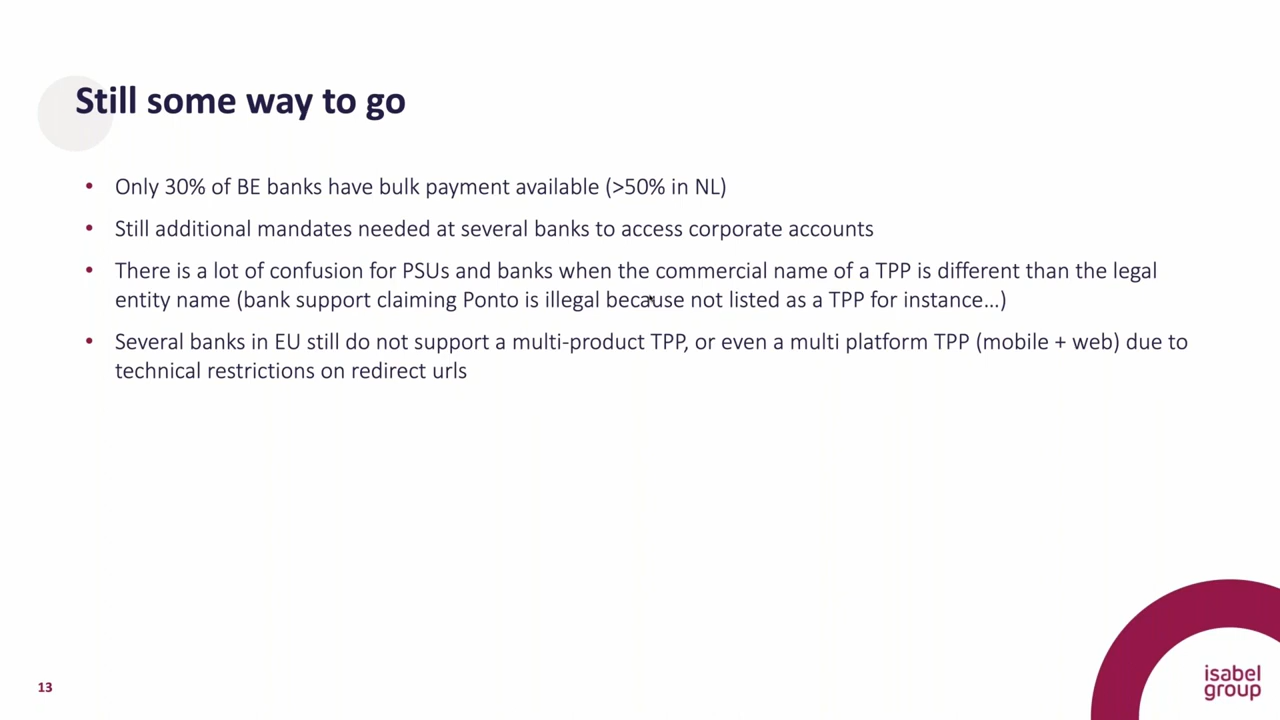 Still some way to go
• Only 30% of BE banks have bulk payment available (>50% in NL)
• Still additional mandates needed at several banks to access corporate accounts
• There is a lot of confusion for PSUs and banks when the commercial name of a TPP is different than the legal
entity name (bank support claiming Ponto is illegal because not listed as a TPP for instance…)
• Several banks in EU still do not support a multi-product TPP, or even a multi platform TPP (mobile + web) due to
technical restrictions on redirect urls
13
isabel
group